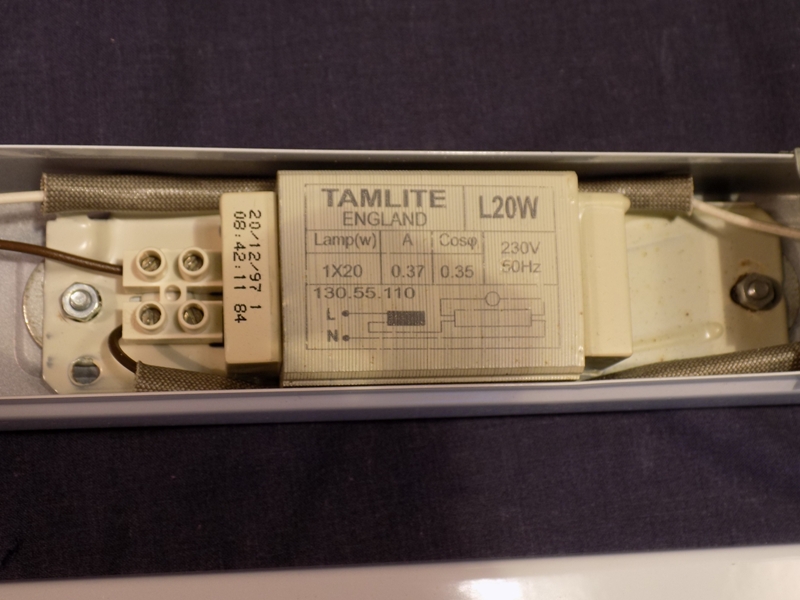 TAMLITE
ENGLAND
L20W
Lamp(w) A Cosφ 230V
1X20 0.37 0.35 50Hz
130.55.110
L
N
20/12/97 1
08:42:11 84